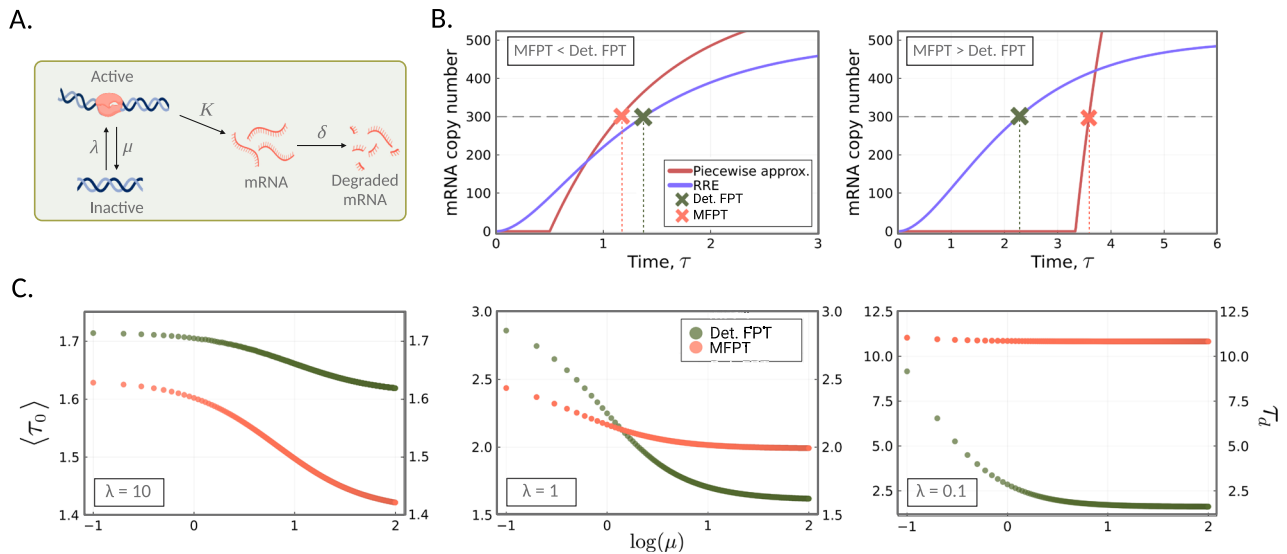 A.
Active
λ
μ
K
δ
mRNA
Degraded
mRNA
Inactive
B.
MFPT < Det. FPT
mRNA copy number
500
400
300
200
100
0
0
1
2
3
Time, τ
Piecewise approx.
RRE
Det. FPT
MFPT
MFPT > Det. FPT
mRNA copy number
500
400
300
200
100
0
0
1
2
3
4
5
6
Time, τ
C.
⟨τ₀⟩
1.7
1.6
1.5
1.4
1.7
1.6
1.5
1.4
−1
0
1
2
λ = 10
3.0
2.5
2.0
1.5
3.0
2.5
2.0
1.5
−1
0
1
2
log(μ)
Det. FPT
MFPT
λ = 1
12.5
10.0
7.5
5.0
2.5
12.5
10.0
7.5
5.0
2.5
−1
0
1
2
λ = 0.1
τ_d